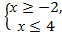 {x ≥ −2,
x ≤ 4